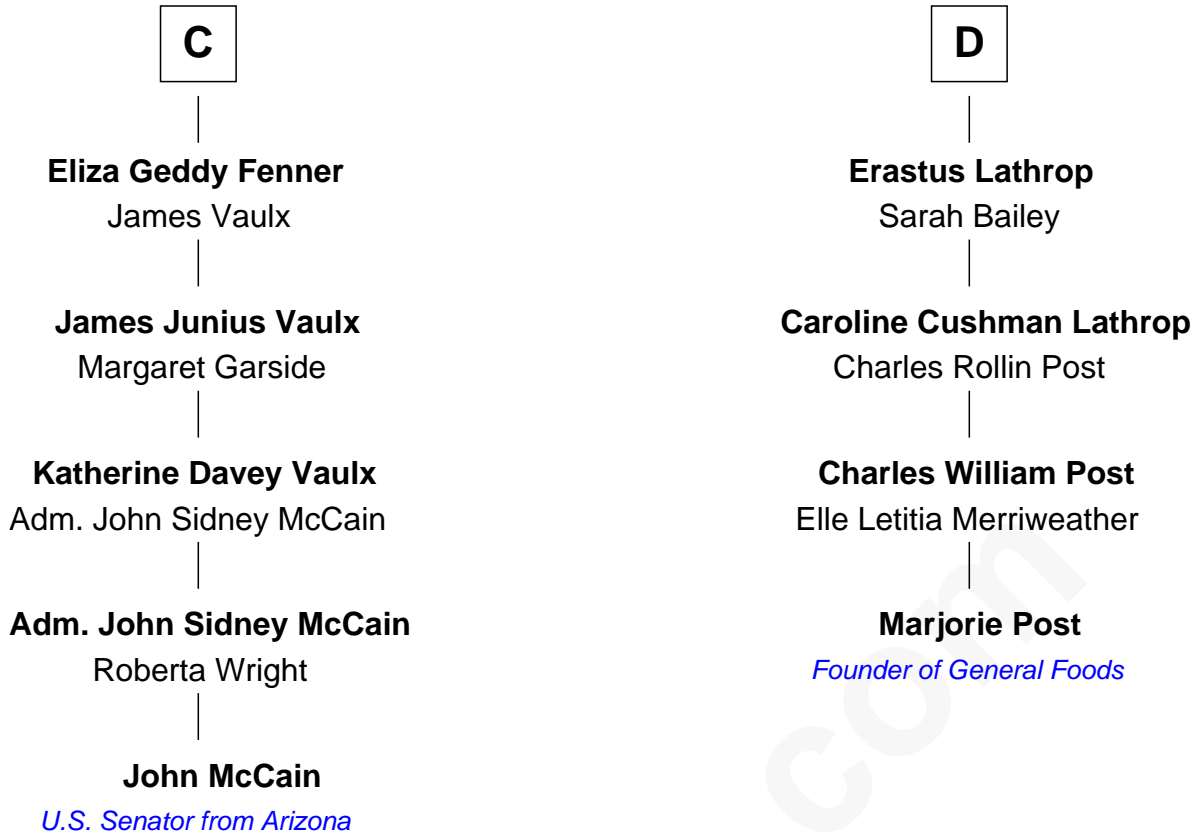 C
Eliza Geddy Fenner
James Vaulx
James Junius Vaulx
Margaret Garside
Katherine Davey Vaulx
Adm. John Sidney McCain
Adm. John Sidney McCain
Roberta Wright
John McCain
U.S. Senator from Arizona
D
Erastus Lathrop
Sarah Bailey
Caroline Cushman Lathrop
Charles Rollin Post
Charles William Post
Elle Letitia Merriweather
Marjorie Post
Founder of General Foods
com